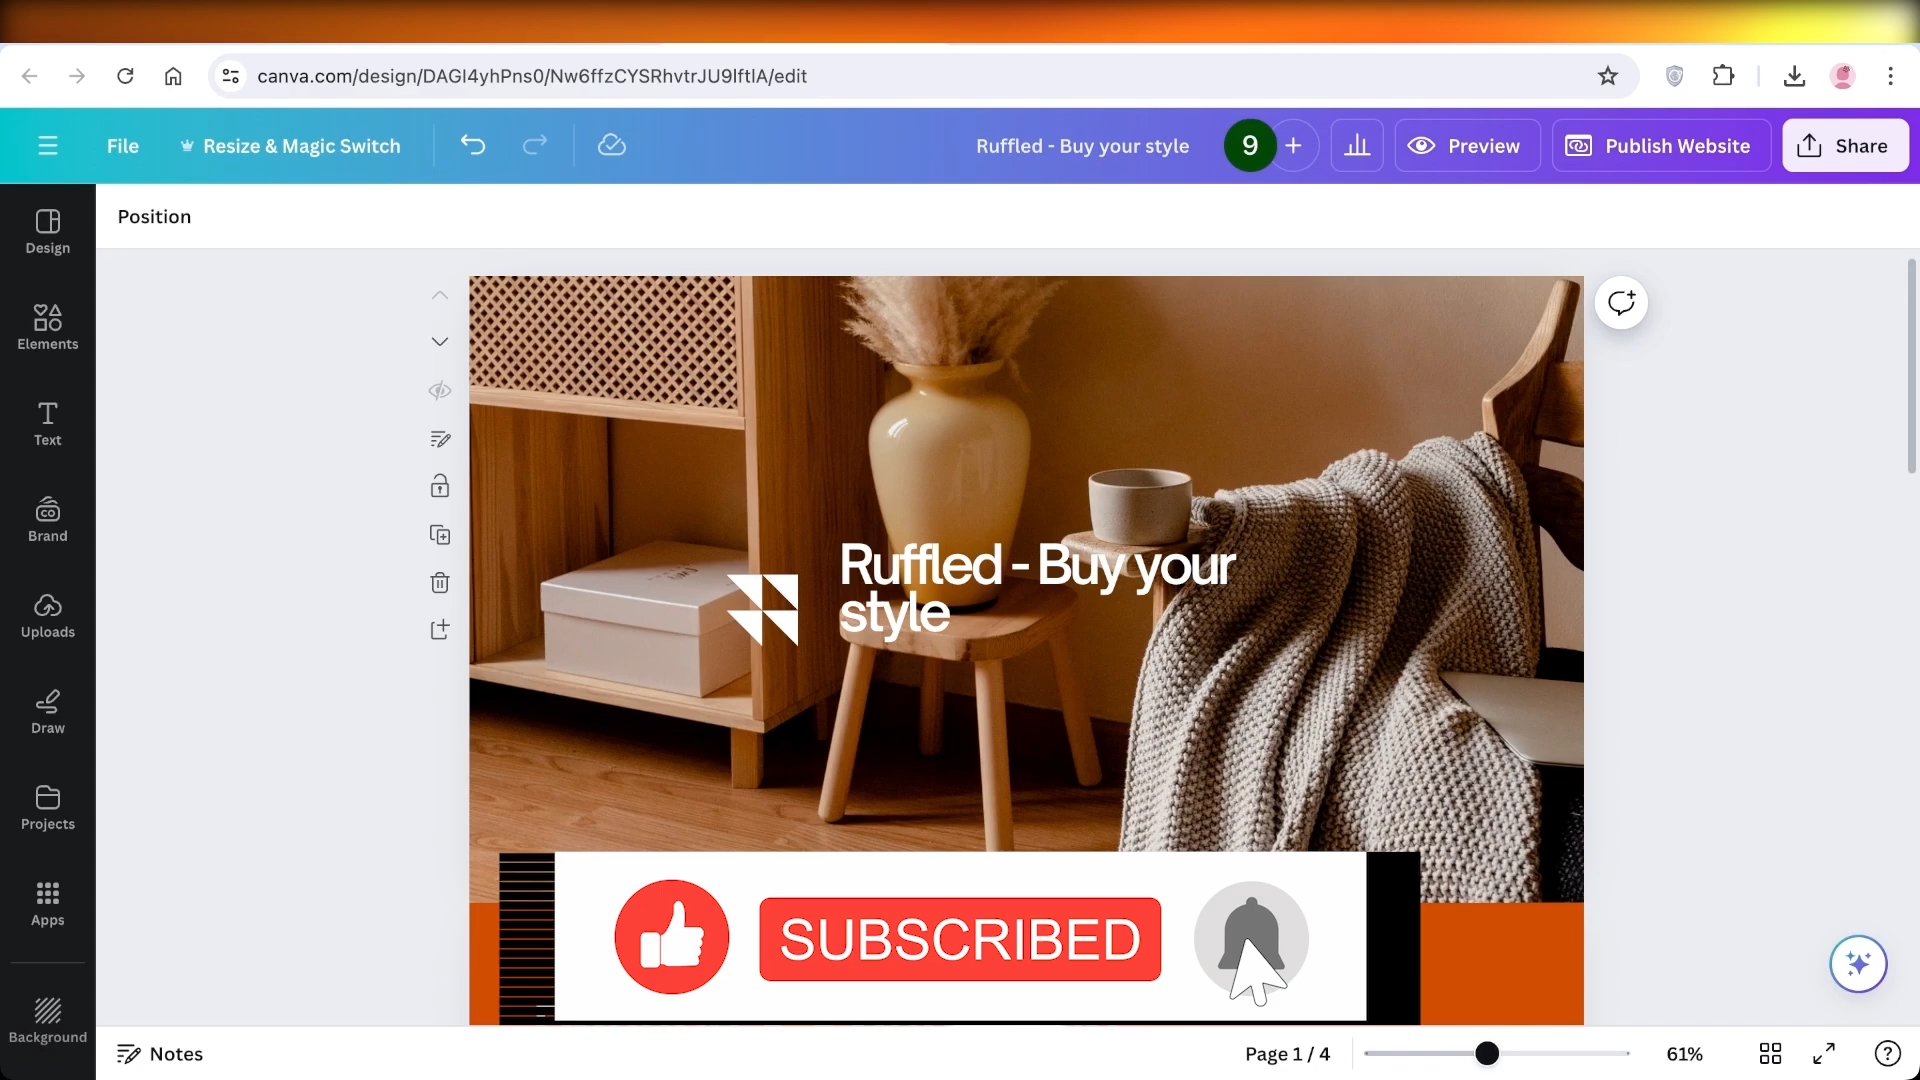 canva.com/design/DAGI4yhPns0/Nw6ffzCYSRhvtrJU9IftIA/edit
File
Resize & Magic Switch
Ruffled - Buy your style
9
Preview
Publish Website
Share
Position
Design
Elements
Text
Brand
Uploads
Draw
Projects
Apps
Background
Ruffled - Buy your
style
SUBSCRIBED
Notes
Page 1 / 4
61%